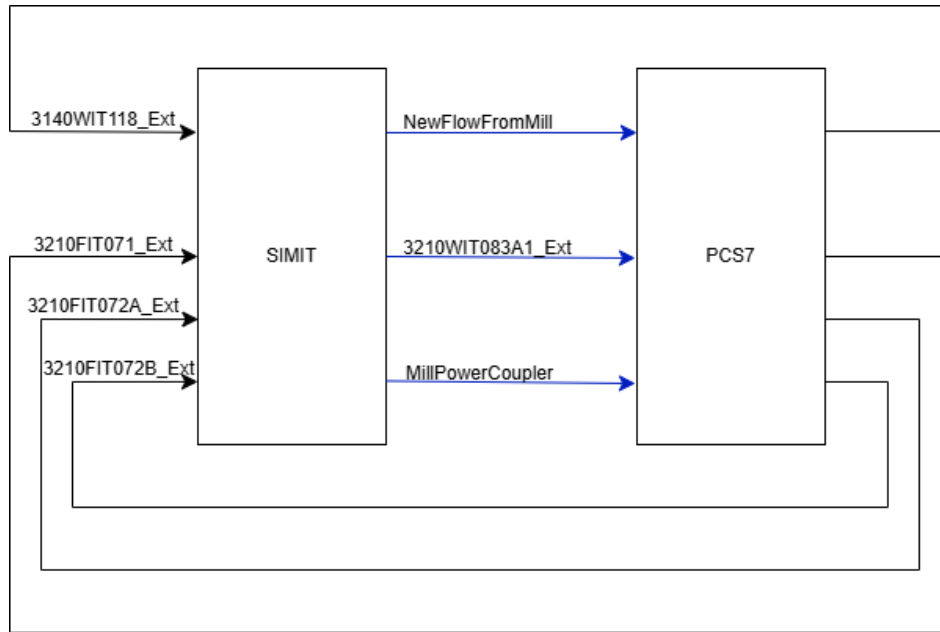 3140WIT118_Ext
NewFlowFromMill
3210FIT071_Ext
SIMIT
3210WIT083A1_Ext
PCS7
3210FIT072A_Ext
3210FIT072B_Ext
MillPowerCoupler